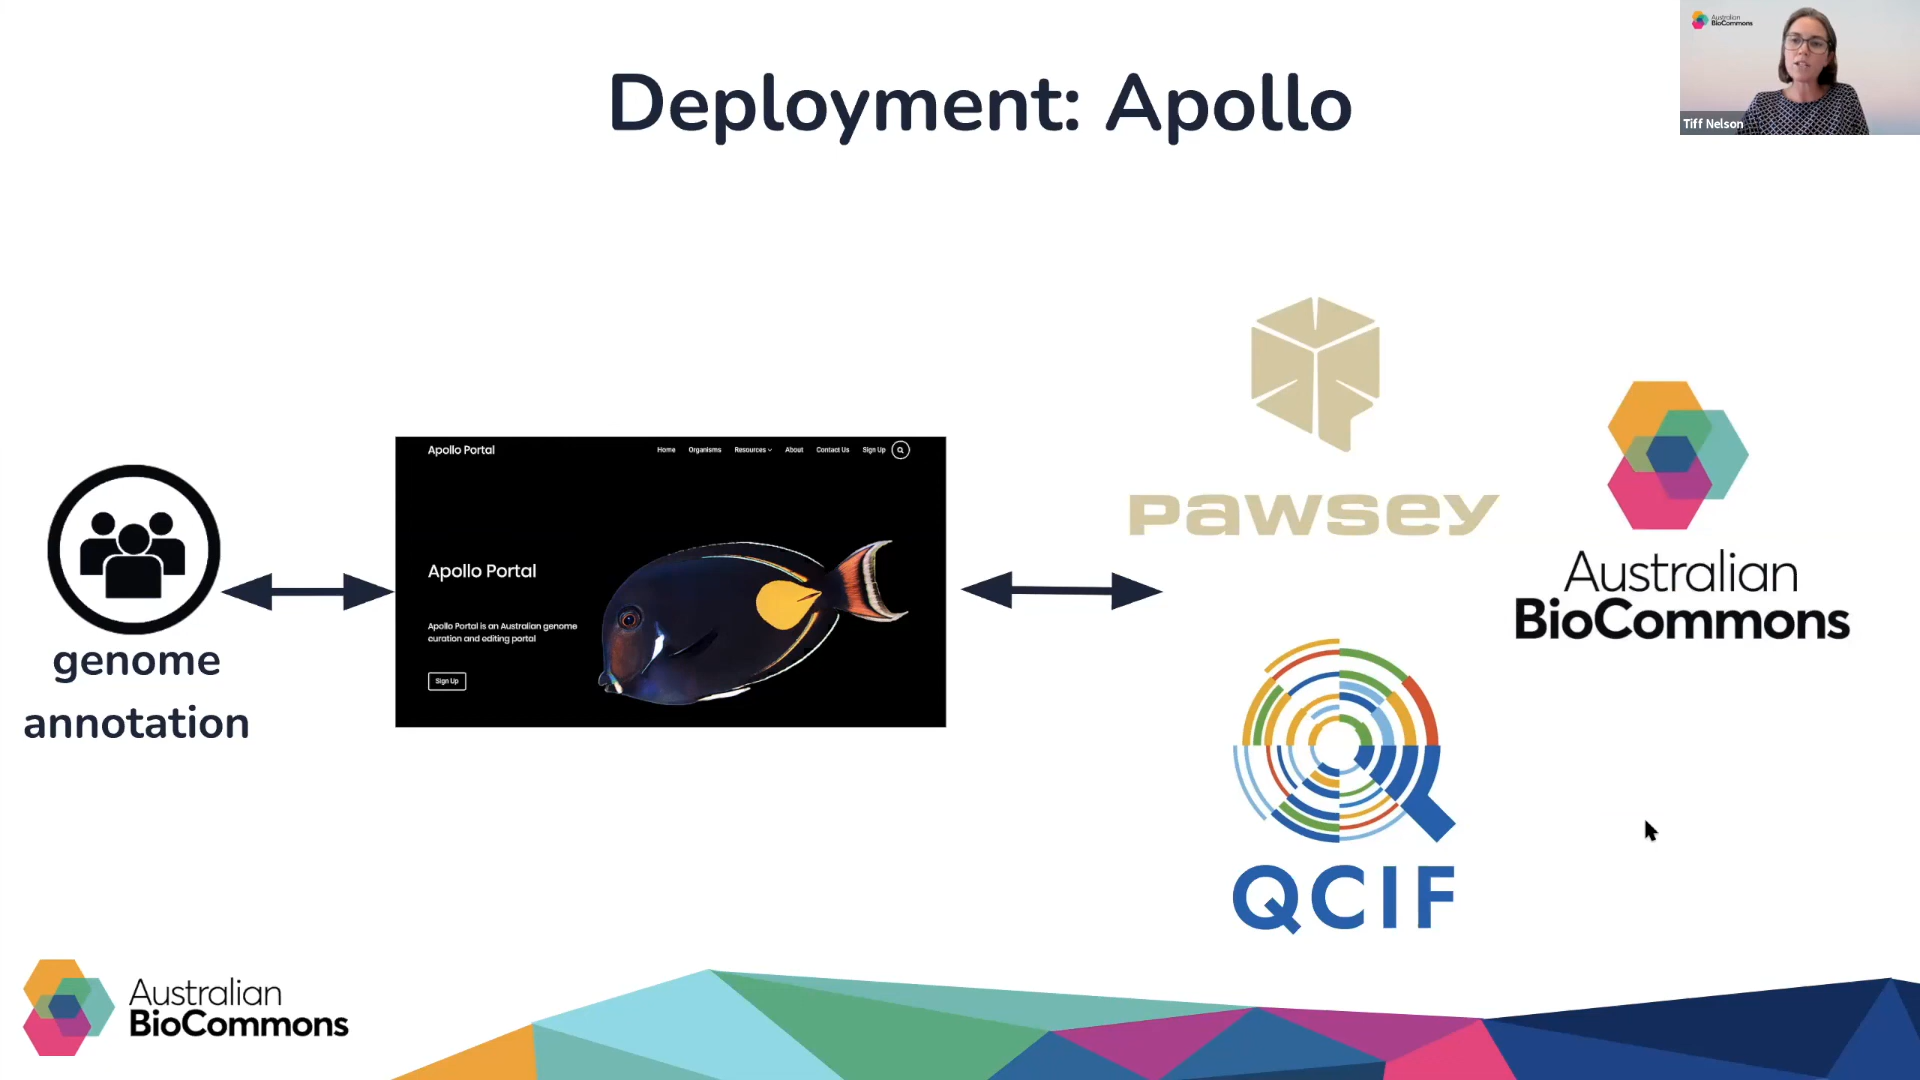 Deployment: Apollo
Australian
BioCommons
Tiff Nelson
genome
annotation
Apollo Portal
Home Organisms Resources About Contact Us Sign Up
Apollo Portal
Apollo Portal is an Australian genome
curation and editing portal
Sign Up
PAWSEY
Australian
BioCommons
QCIF
Australian
BioCommons